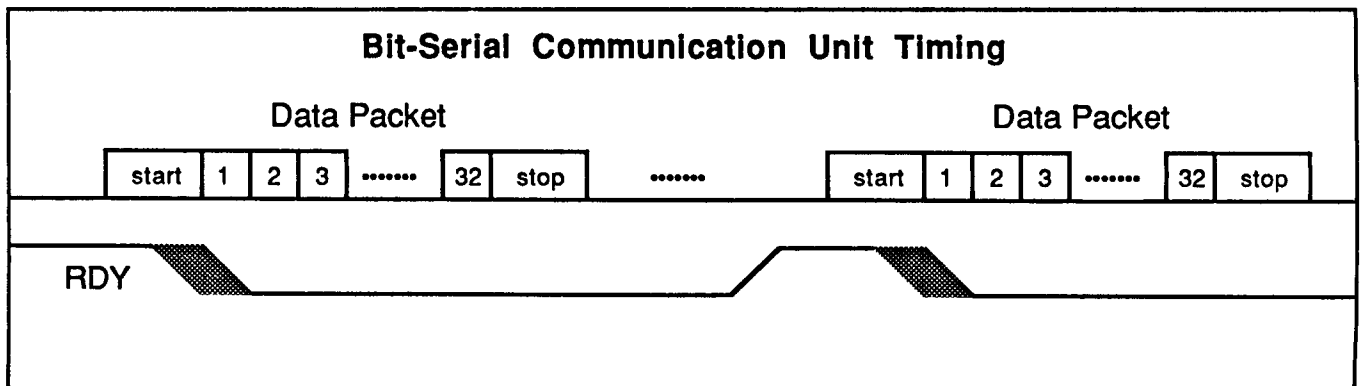 Bit-Serial Communication Unit Timing
Data Packet Data Packet
start 1 2 3 ....... 32 stop ....... start 1 2 3 ....... 32 stop
RDY